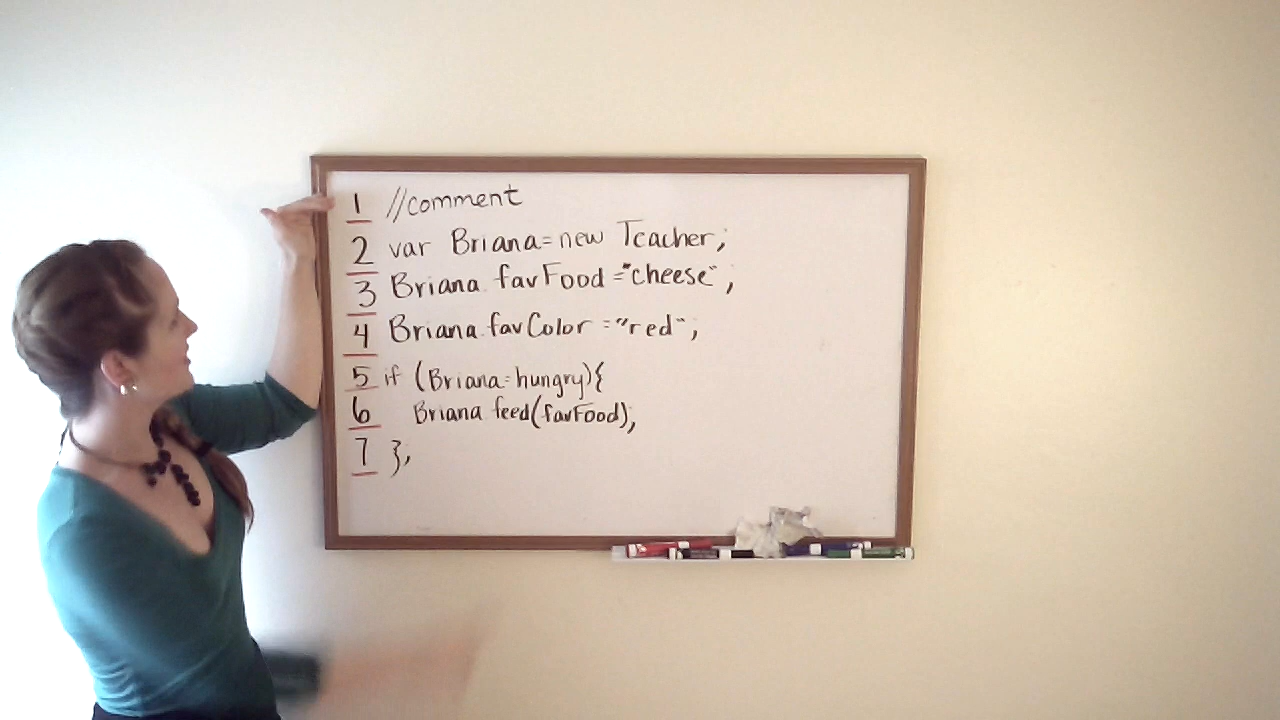 1 //comment
2 var Briana=new Teacher;
3 Briana.favFood="cheese";
4 Briana.favColor="red";
5 if (Briana=hungry){
6 Briana.feed(favFood);
7 };